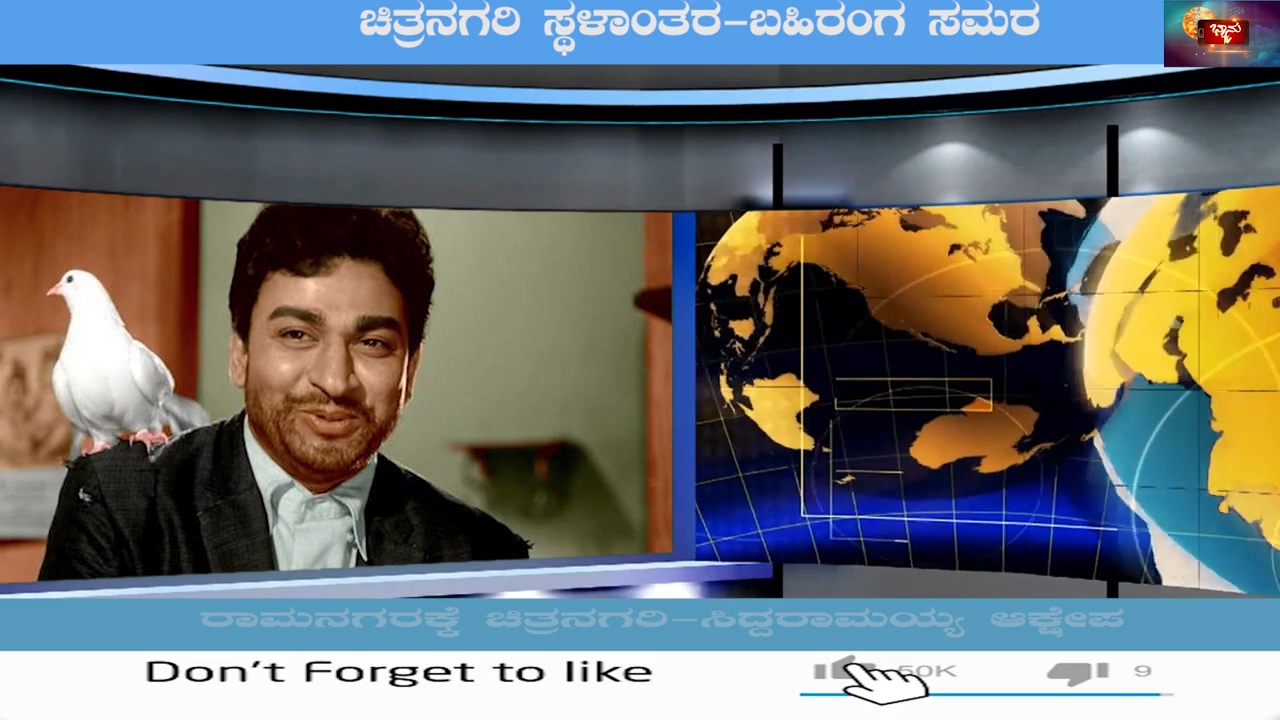 ಚಿತ್ರನಗರಿ ಸ್ಥಳಾಂತರ-ಬಹಿರಂಗ ಸಮರ
ರಾಮನಗರಕ್ಕೆ ಚಿತ್ರನಗರಿ-ಸಿದ್ದರಾಮಯ್ಯ ಆಕ್ಷೇಪ
Don't Forget to like
50K
9